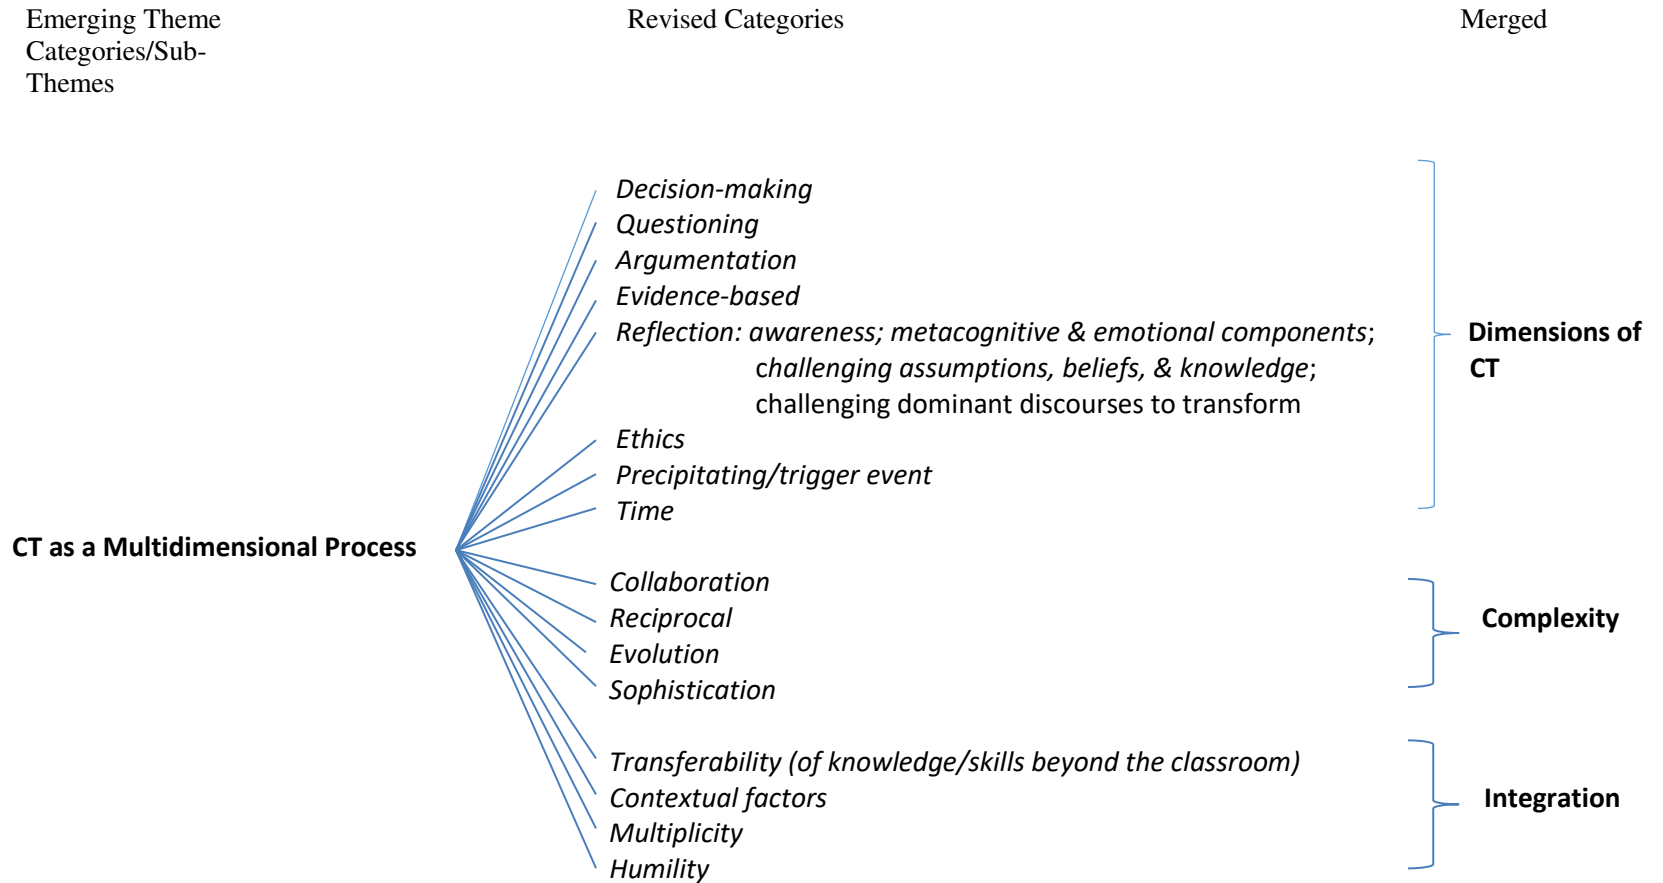 Emerging Theme
Categories/Sub-
Themes
Revised Categories
Merged
Decision-making
Questioning
Argumentation
Evidence-based
Reflection: awareness; metacognitive & emotional components;
challenging assumptions, beliefs, & knowledge;
challenging dominant discourses to transform
Ethics
Precipitating/trigger event
Time
Dimensions of
CT
CT as a Multidimensional Process
Collaboration
Reciprocal
Evolution
Sophistication
Complexity
Transferability (of knowledge/skills beyond the classroom)
Contextual factors
Multiplicity
Humility
Integration